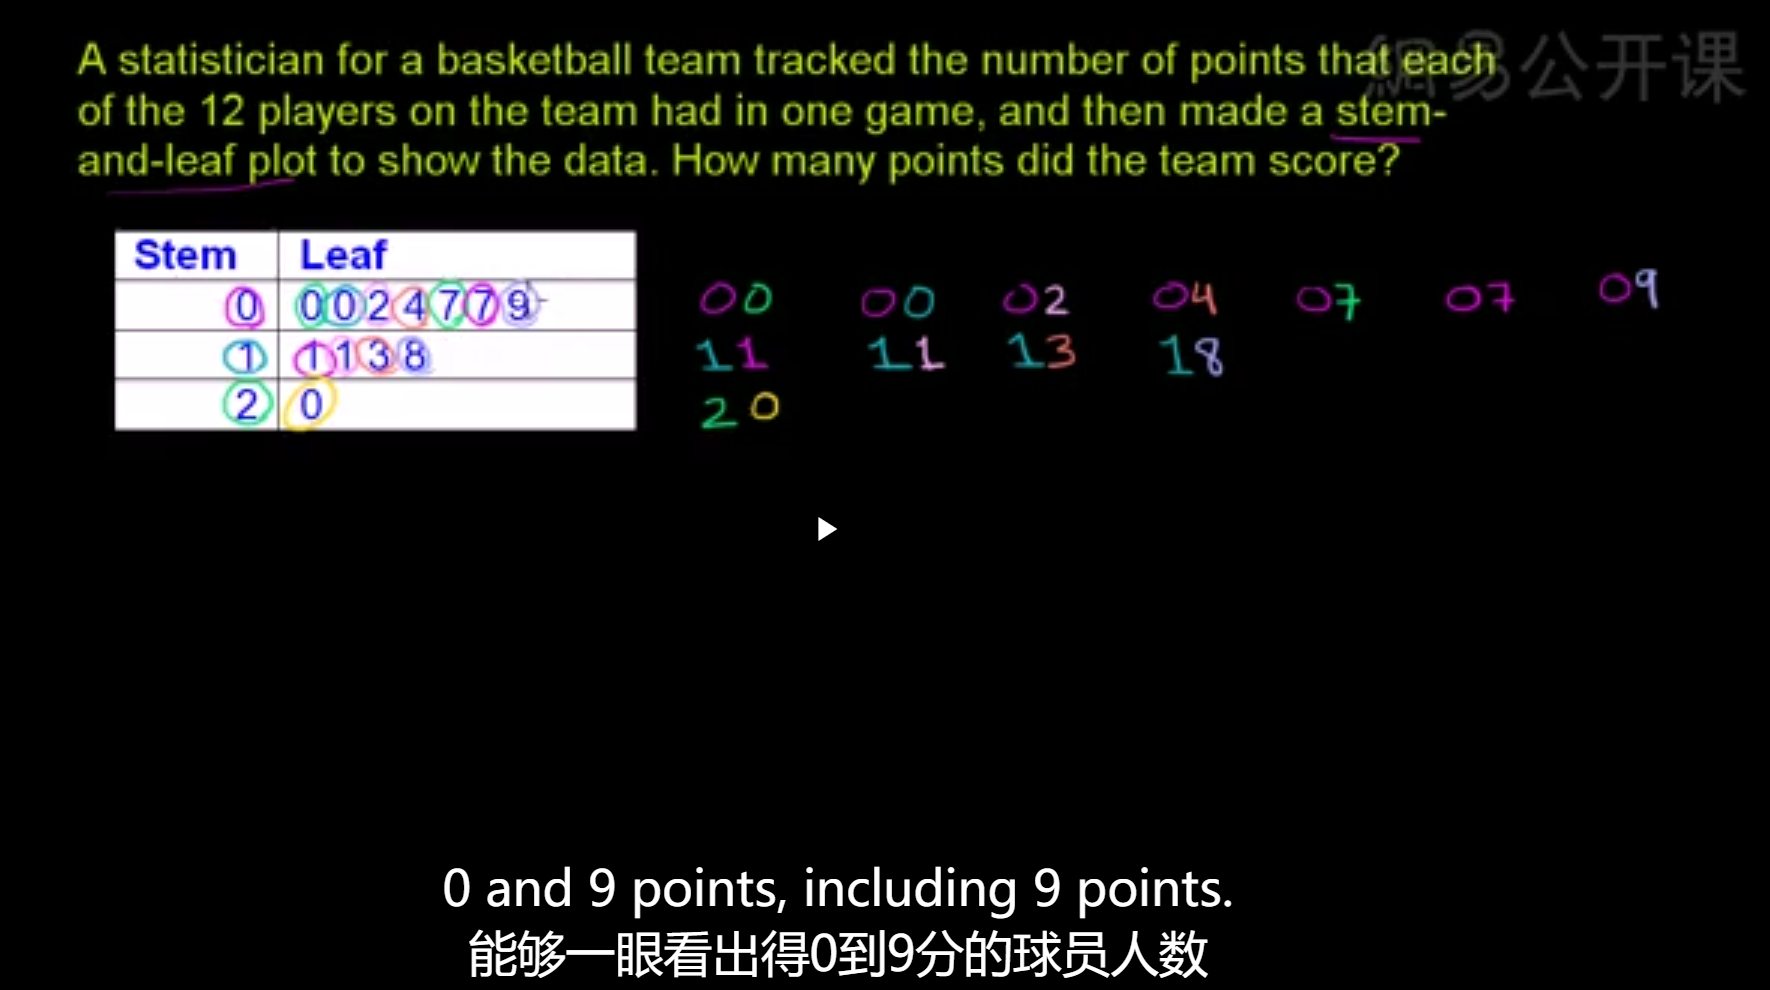 網易公开课
A statistician for a basketball team tracked the number of points that each
of the 12 players on the team had in one game, and then made a stem-
and-leaf plot to show the data. How many points did the team score?
Stem Leaf
0 0 0 2 4 7 7 9
1 1 1 3 8
2 0
00 00 02 04 07 07 09
11 11 13 18
20
0 and 9 points, including 9 points.
能够一眼看出得0到9分的球员人数